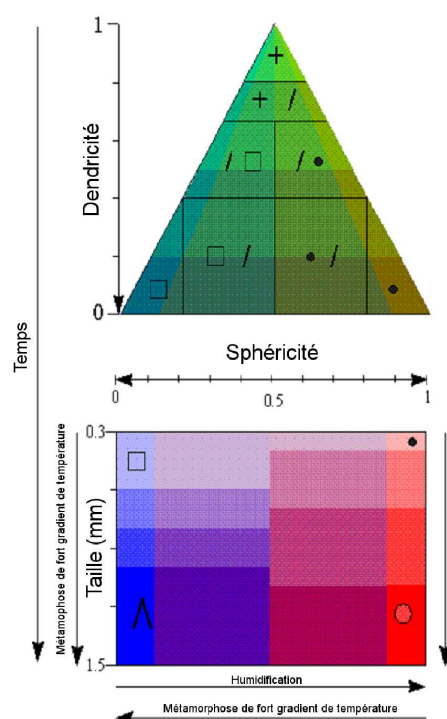 1
Dendricité
0
Temps
Sphéricité
0
0.5
1
0.3
Métamophose de fort gradient de température
Taille (mm)
1.5
Humidification
Métamorphose de fort gradient de température